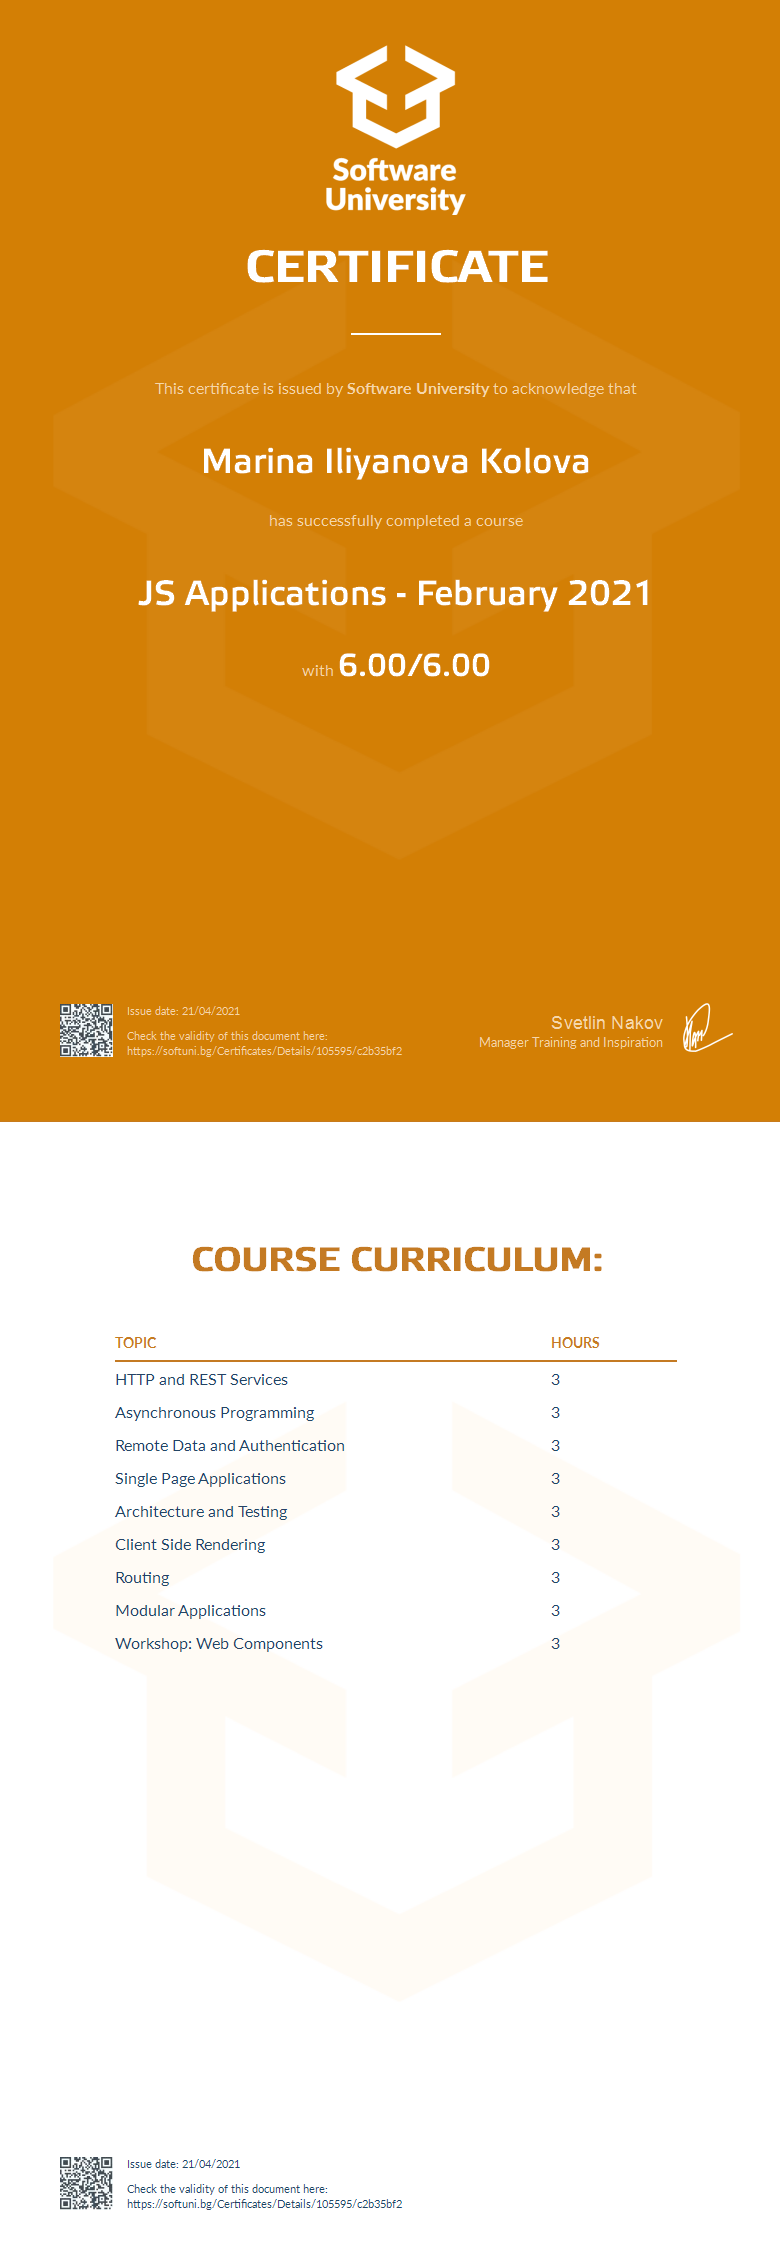 Software
University
CERTIFICATE
This certificate is issued by Software University to acknowledge that
Marina Iliyanova Kolova
has successfully completed a course
JS Applications - February 2021
with 6.00/6.00
Issue date: 21/04/2021
Check the validity of this document here:
https://softuni.bg/Certificates/Details/105595/c2b35bf2
Svetlin Nakov
Manager Training and Inspiration
COURSE CURRICULUM:
TOPIC HOURS
HTTP and REST Services 3
Asynchronous Programming 3
Remote Data and Authentication 3
Single Page Applications 3
Architecture and Testing 3
Client Side Rendering 3
Routing 3
Modular Applications 3
Workshop: Web Components 3
Issue date: 21/04/2021
Check the validity of this document here:
https://softuni.bg/Certificates/Details/105595/c2b35bf2